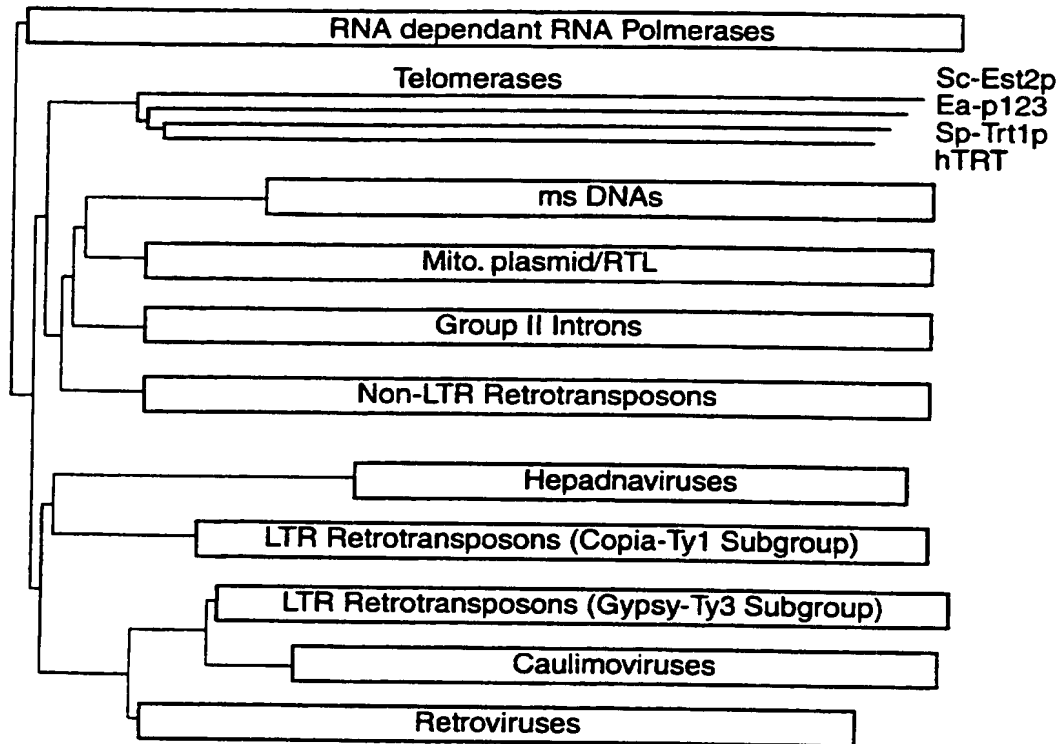 RNA dependant RNA Polmerases
Telomerases
Sc-Est2p
Ea-p123
Sp-Trt1p
hTRT
ms DNAs
Mito. plasmid/RTL
Group II Introns
Non-LTR Retrotransposons
Hepadnaviruses
LTR Retrotransposons (Copia-Ty1 Subgroup)
LTR Retrotransposons (Gypsy-Ty3 Subgroup)
Caulimoviruses
Retroviruses